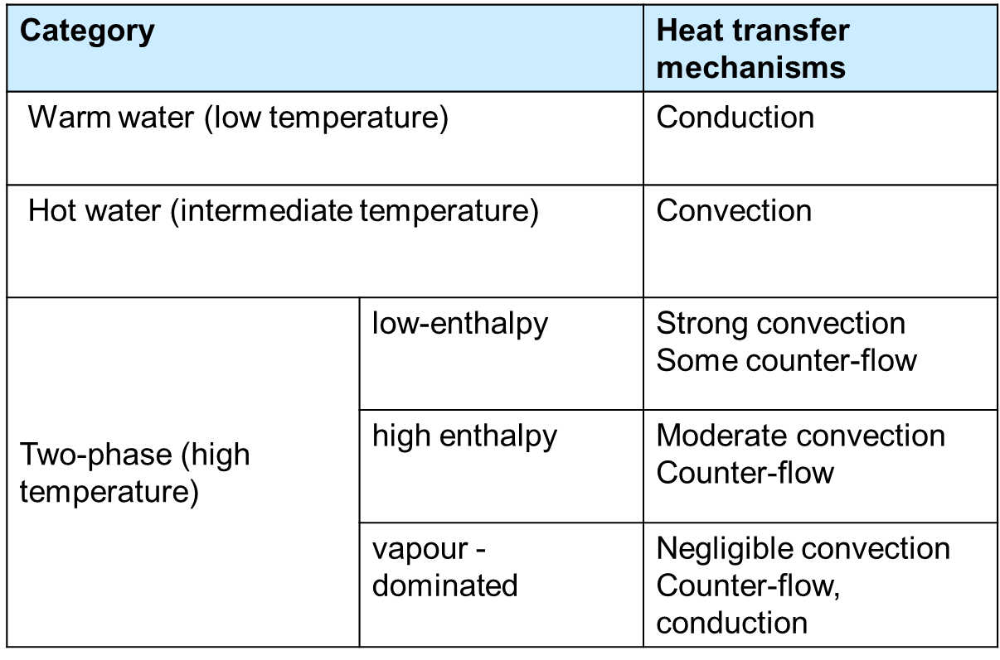 Category
Heat transfer
mechanisms
Warm water (low temperature)
Conduction
Hot water (intermediate temperature)
Convection
Two-phase (high
temperature)
low-enthalpy
Strong convection
Some counter-flow
high enthalpy
Moderate convection
Counter-flow
vapour -
dominated
Negligible convection
Counter-flow,
conduction